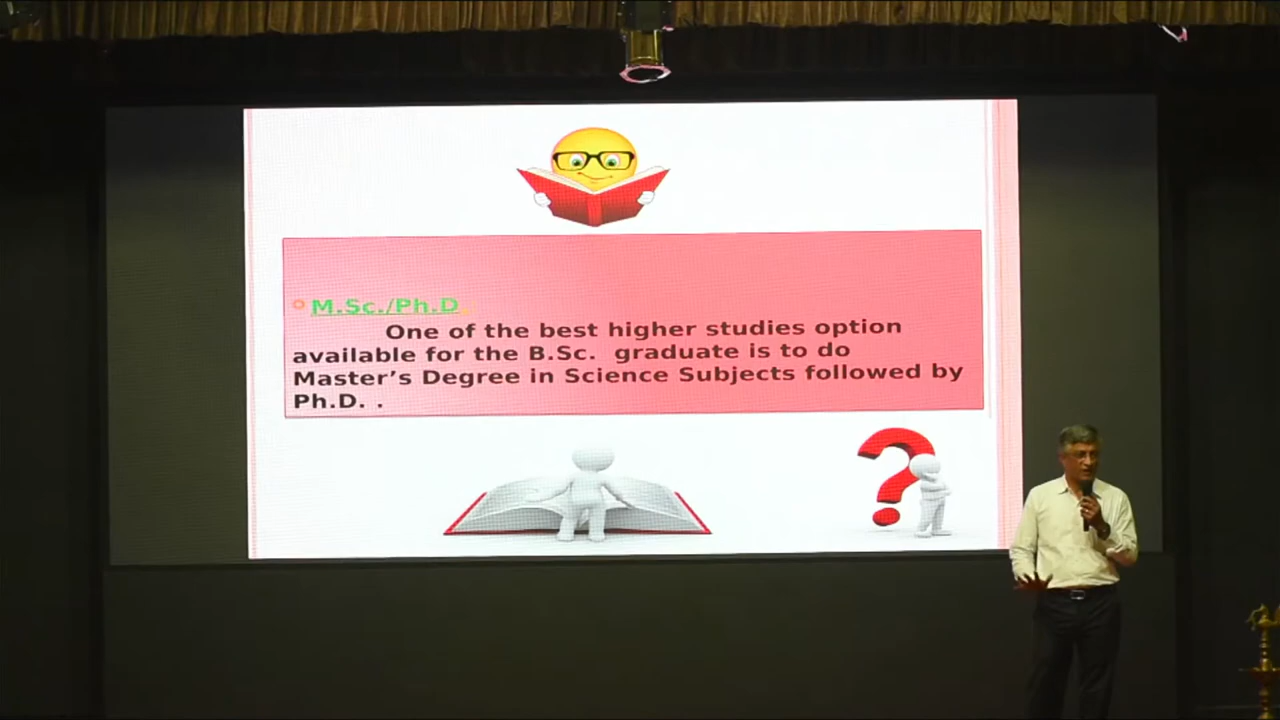 M.Sc./Ph.D.
One of the best higher studies option
available for the B.Sc. graduate is to do
Master's Degree in Science Subjects followed by
Ph.D. .